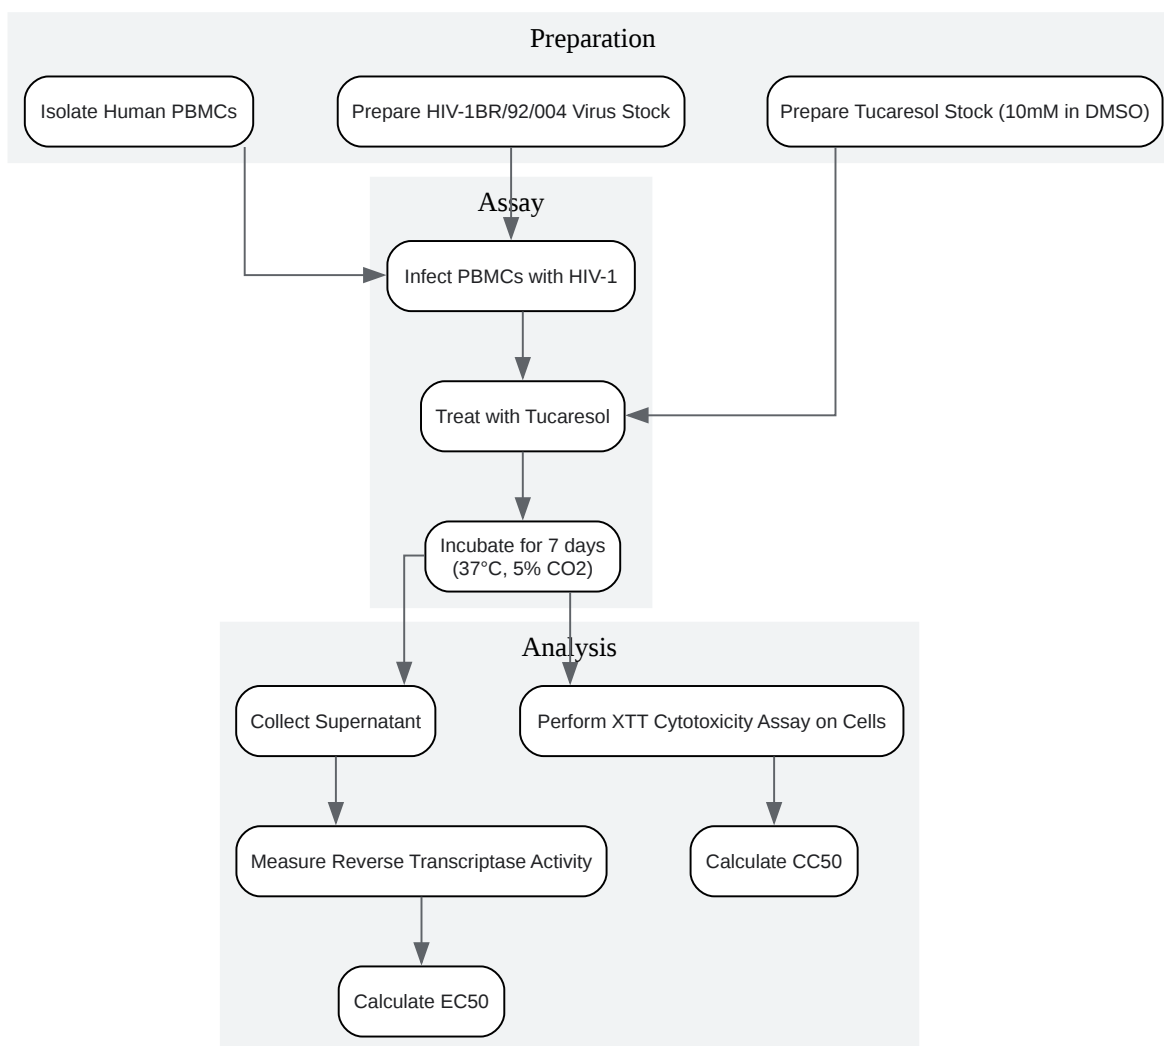 Preparation
Isolate Human PBMCs
Prepare HIV-1BR/92/004 Virus Stock
Prepare Tucaresol Stock (10mM in DMSO)
Assay
Infect PBMCs with HIV-1
Treat with Tucaresol
Incubate for 7 days
(37°C, 5% CO2)
Analysis
Collect Supernatant
Perform XTT Cytotoxicity Assay on Cells
Measure Reverse Transcriptase Activity
Calculate CC50
Calculate EC50